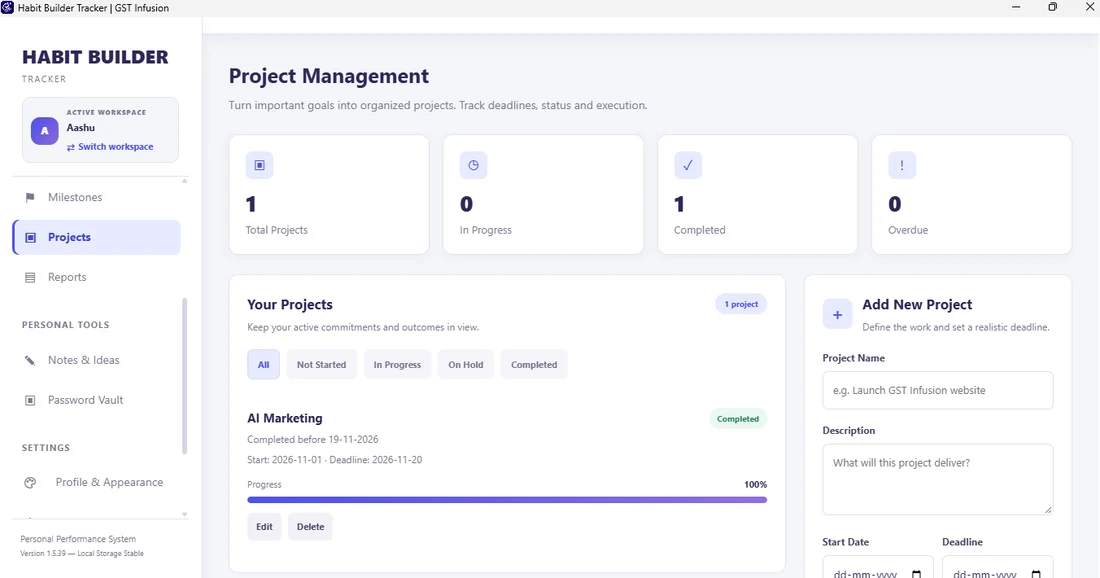 Habit Builder Tracker | GST Infusion
HABIT BUILDER
TRACKER
ACTIVE WORKSPACE
A
Aashu
⇄ Switch workspace
Milestones
Projects
Reports
PERSONAL TOOLS
Notes & Ideas
Password Vault
SETTINGS
Profile & Appearance
Personal Performance System
Version 1.5.39 — Local Storage Stable
Project Management
Turn important goals into organized projects. Track deadlines, status and execution.
1
Total Projects
0
In Progress
✓
1
Completed
!
0
Overdue
Your Projects
1 project
Keep your active commitments and outcomes in view.
All
Not Started
In Progress
On Hold
Completed
AI Marketing
Completed
Completed before 19-11-2026
Start: 2026-11-01 · Deadline: 2026-11-20
Progress
100%
Edit
Delete
+
Add New Project
Define the work and set a realistic deadline.
Project Name
e.g. Launch GST Infusion website
Description
What will this project deliver?
Start Date
Deadline
dd-mm-yyyy
dd-mm-yyyy